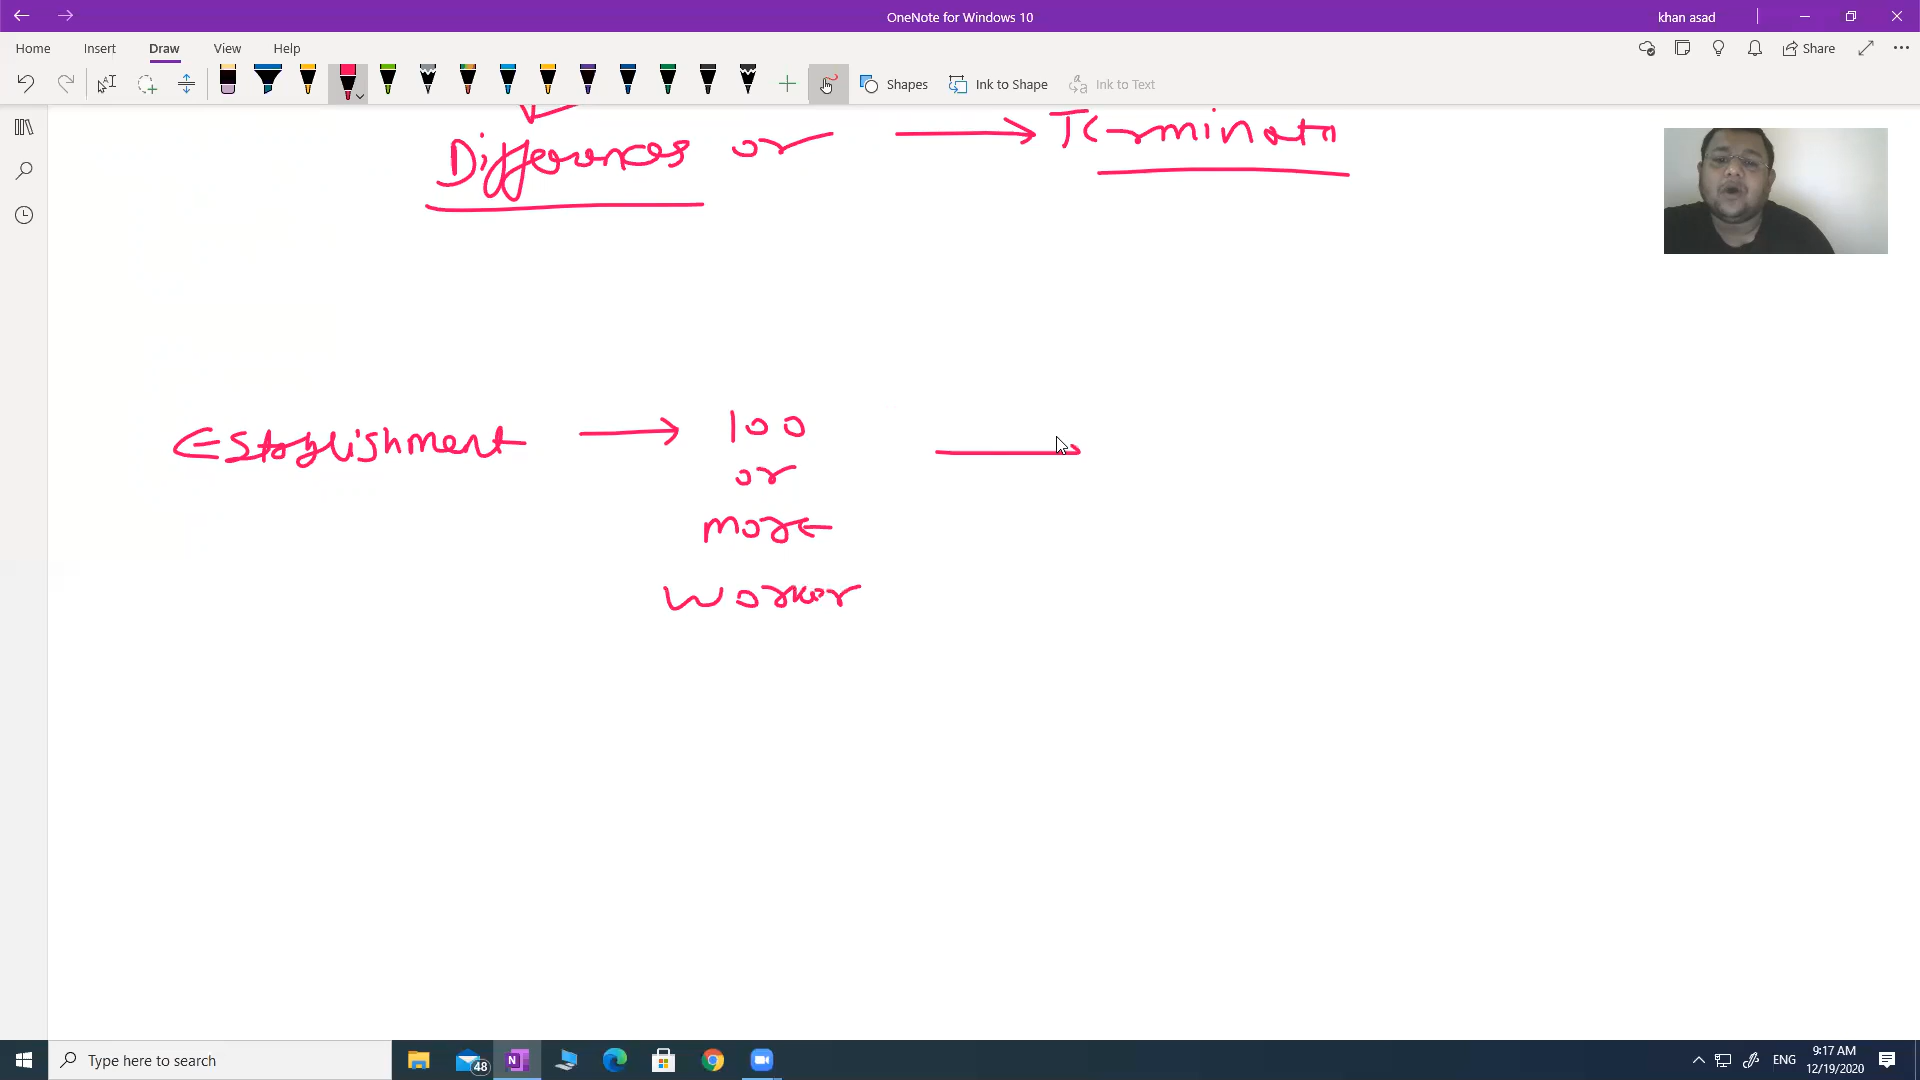 OneNote for Windows 10
khan asad
Home Insert Draw View Help
Share
Shapes
Ink to Shape
Ink to Text
Differences or → Terminatn
Establishment → 100 →
or
more
worker
Type here to search
48
N
ENG
9:17 AM
12/19/2020